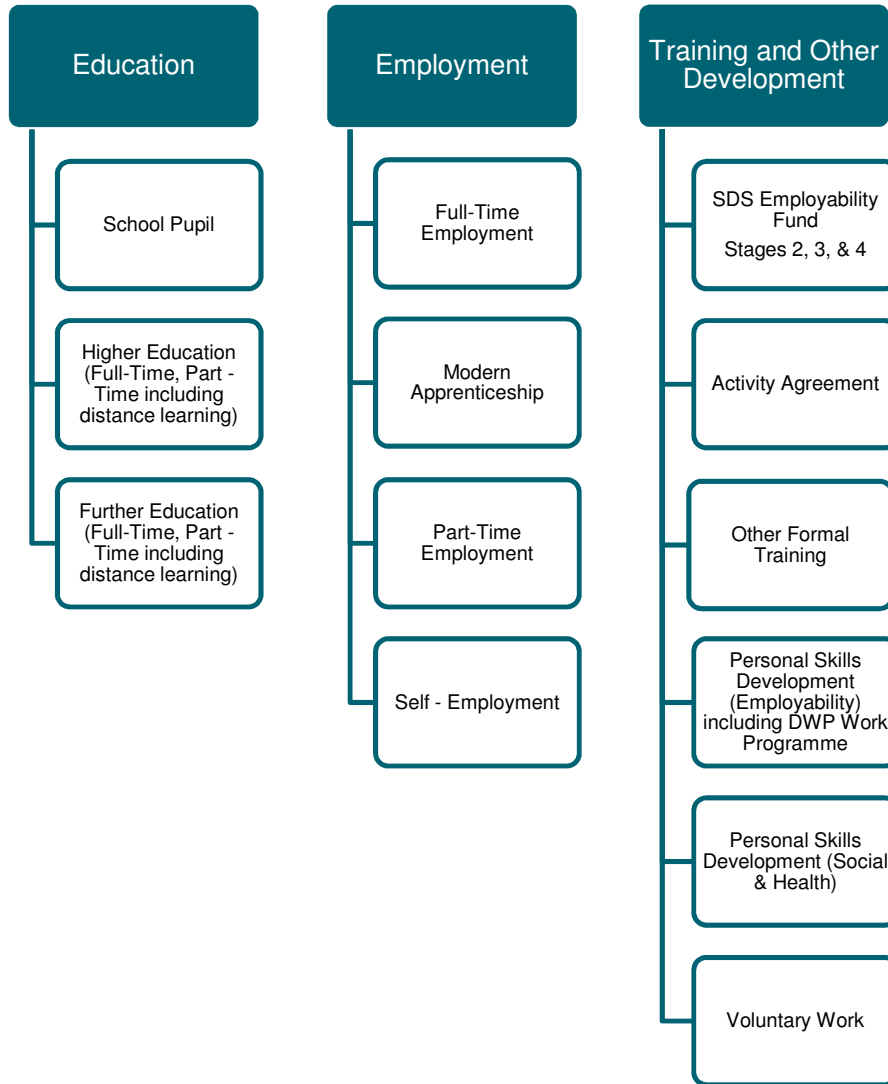 Education
School Pupil
Higher Education
(Full-Time, Part -
Time including
distance learning)
Further Education
(Full-Time, Part -
Time including
distance learning)
Employment
Full-Time
Employment
Modern
Apprenticeship
Part-Time
Employment
Self - Employment
Training and Other
Development
SDS Employability
Fund
Stages 2, 3, & 4
Activity Agreement
Other Formal
Training
Personal Skills
Development
(Employability)
including DWP Work
Programme
Personal Skills
Development (Social
& Health)
Voluntary Work